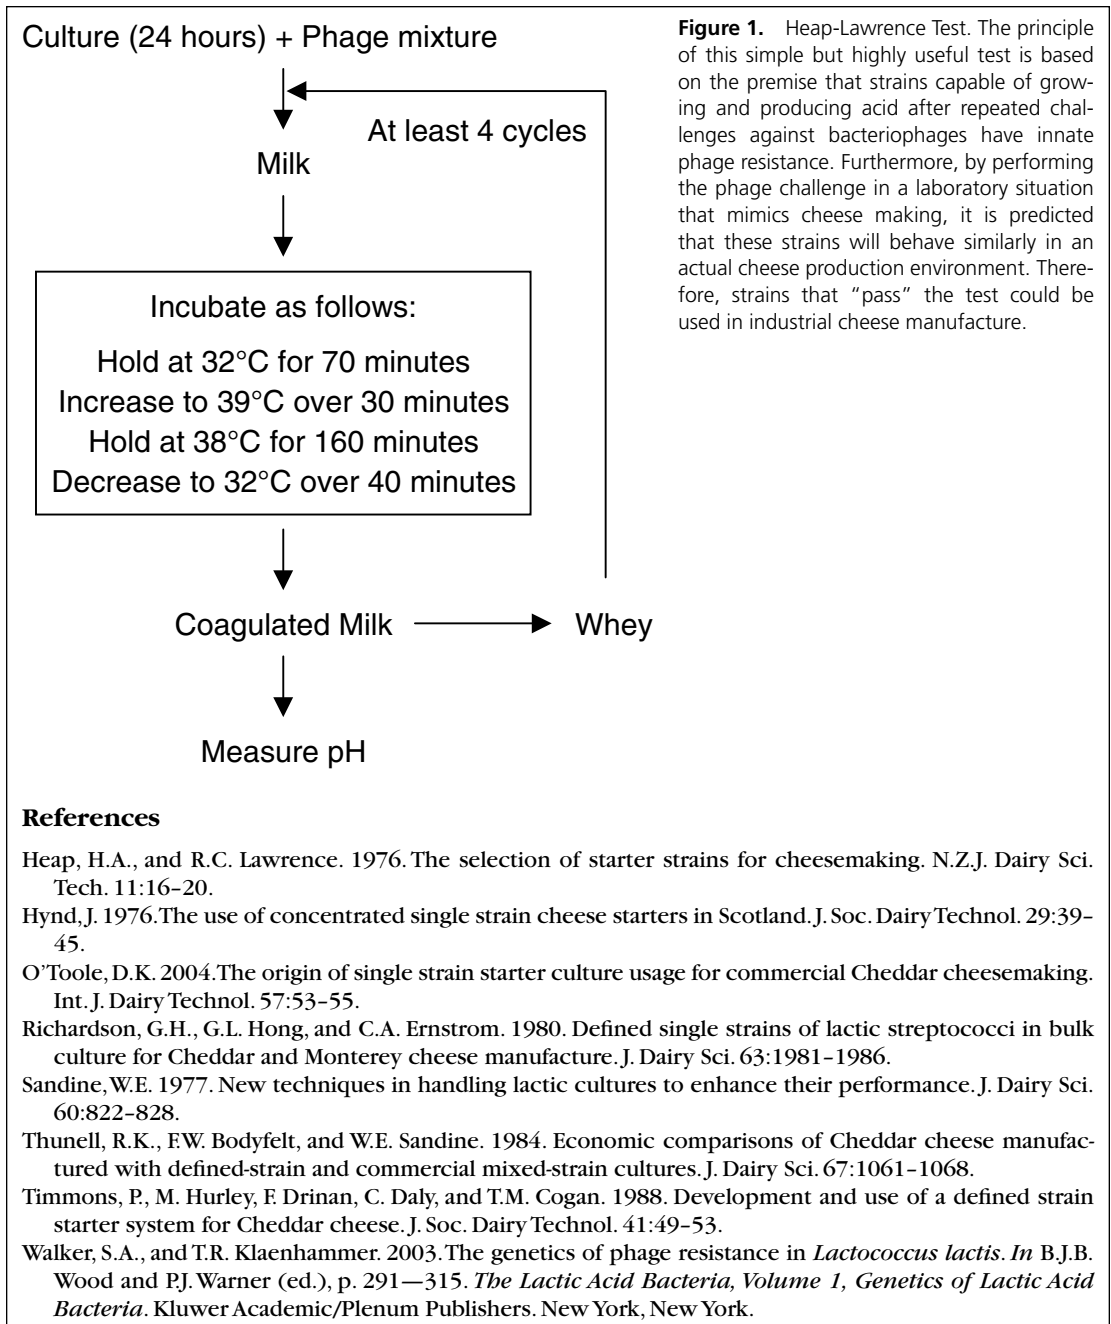 Culture (24 hours) + Phage mixture
At least 4 cycles
Milk
Incubate as follows:
Hold at 32°C for 70 minutes
Increase to 39°C over 30 minutes
Hold at 38°C for 160 minutes
Decrease to 32°C over 40 minutes
Coagulated Milk
Whey
Measure pH
Figure 1. Heap-Lawrence Test. The principle
of this simple but highly useful test is based
on the premise that strains capable of grow-
ing and producing acid after repeated chal-
lenges against bacteriophages have innate
phage resistance. Furthermore, by performing
the phage challenge in a laboratory situation
that mimics cheese making, it is predicted
that these strains will behave similarly in an
actual cheese production environment. There-
fore, strains that “pass” the test could be
used in industrial cheese manufacture.
References
Heap, H.A., and R.C. Lawrence. 1976. The selection of starter strains for cheesemaking. N.Z.J. Dairy Sci.
Tech. 11:16–20.
Hynd, J. 1976. The use of concentrated single strain cheese starters in Scotland. J. Soc. Dairy Technol. 29:39–
45.
O’Toole, D.K. 2004. The origin of single strain starter culture usage for commercial Cheddar cheesemaking.
Int. J. Dairy Technol. 57:53–55.
Richardson, G.H., G.L. Hong, and C.A. Ernstrom. 1980. Defined single strains of lactic streptococci in bulk
culture for Cheddar and Monterey cheese manufacture. J. Dairy Sci. 63:1981–1986.
Sandine, W.E. 1977. New techniques in handling lactic cultures to enhance their performance. J. Dairy Sci.
60:822–828.
Thunell, R.K., F.W. Bodyfelt, and W.E. Sandine. 1984. Economic comparisons of Cheddar cheese manufac-
tured with defined-strain and commercial mixed-strain cultures. J. Dairy Sci. 67:1061–1068.
Timmons, P., M. Hurley, F. Drinan, C. Daly, and T.M. Cogan. 1988. Development and use of a defined strain
starter system for Cheddar cheese. J. Soc. Dairy Technol. 41:49–53.
Walker, S.A., and T.R. Klaenhammer. 2003. The genetics of phage resistance in Lactococcus lactis. In B.J.B.
Wood and P.J. Warner (ed.), p. 291—315. The Lactic Acid Bacteria, Volume 1, Genetics of Lactic Acid
Bacteria. Kluwer Academic/Plenum Publishers. New York, New York.